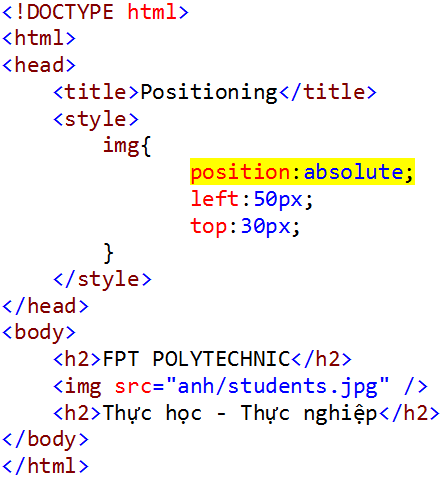 <!DOCTYPE html>
<html>
<head>
    <title>Positioning</title>
    <style>
        img{
                position:absolute;
                left:50px;
                top:30px;
        }
    </style>
</head>
<body>
    <h2>FPT POLYTECHNIC</h2>
    <img src="anh/students.jpg" />
    <h2>Thực học - Thực nghiệp</h2>
</body>
</html>